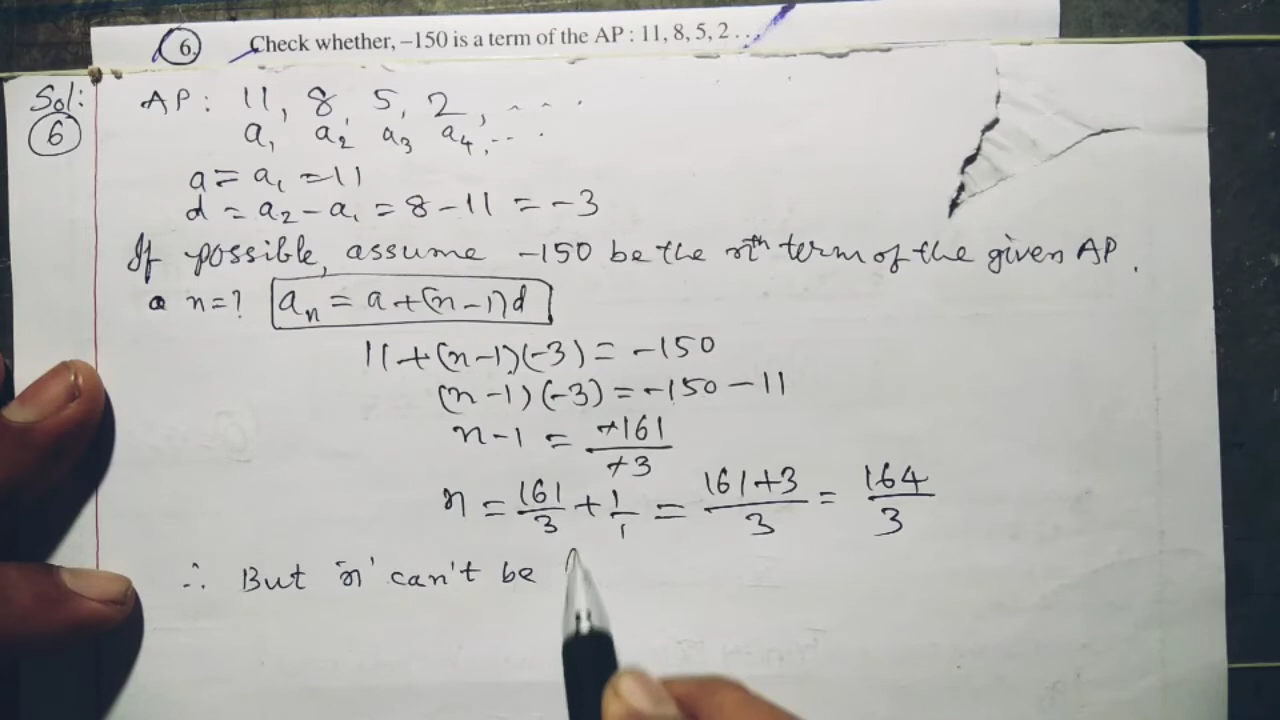 6. Check whether, –150 is a term of the AP : 11, 8, 5, 2 . . .
Sol: AP : 11, 8, 5, 2, ....
6 a₁ a₂ a₃ a₄, ...
a = a₁ = 11
d = a₂ - a₁ = 8 - 11 = -3
If possible, assume -150 be the nth term of the given AP.
n = ? aₙ = a + (n - 1)d
11 + (n - 1)(-3) = -150
(n - 1)(-3) = -150 - 11
n - 1 = +161/+3
n = 161/3 + 1/1 = 161+3/3 = 164/3
∴ But 'n' can't be